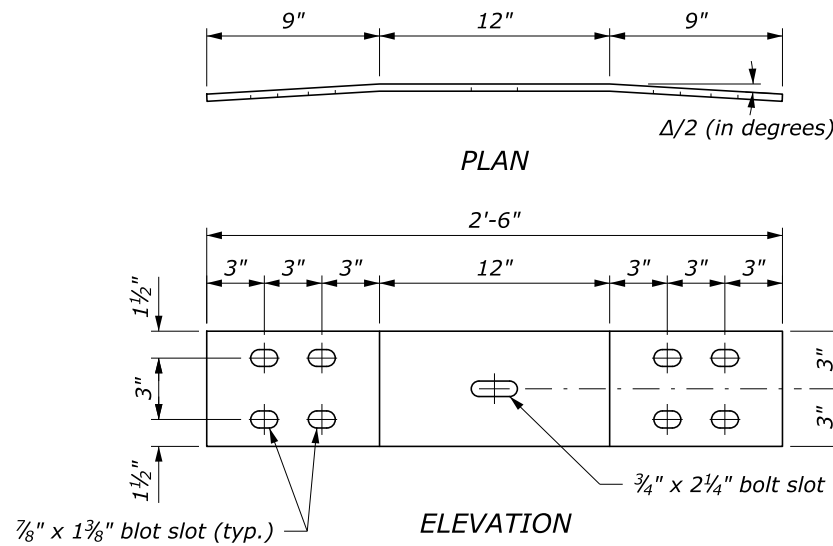 9" 12" 9"
Δ/2 (in degrees)
PLAN
2'-6"
3" 3" 3" 12" 3" 3" 3"
1½"
3"
1½"
3"
3"
¾" x 2¼" bolt slot
⅞" x 1⅜" blot slot (typ.)
ELEVATION